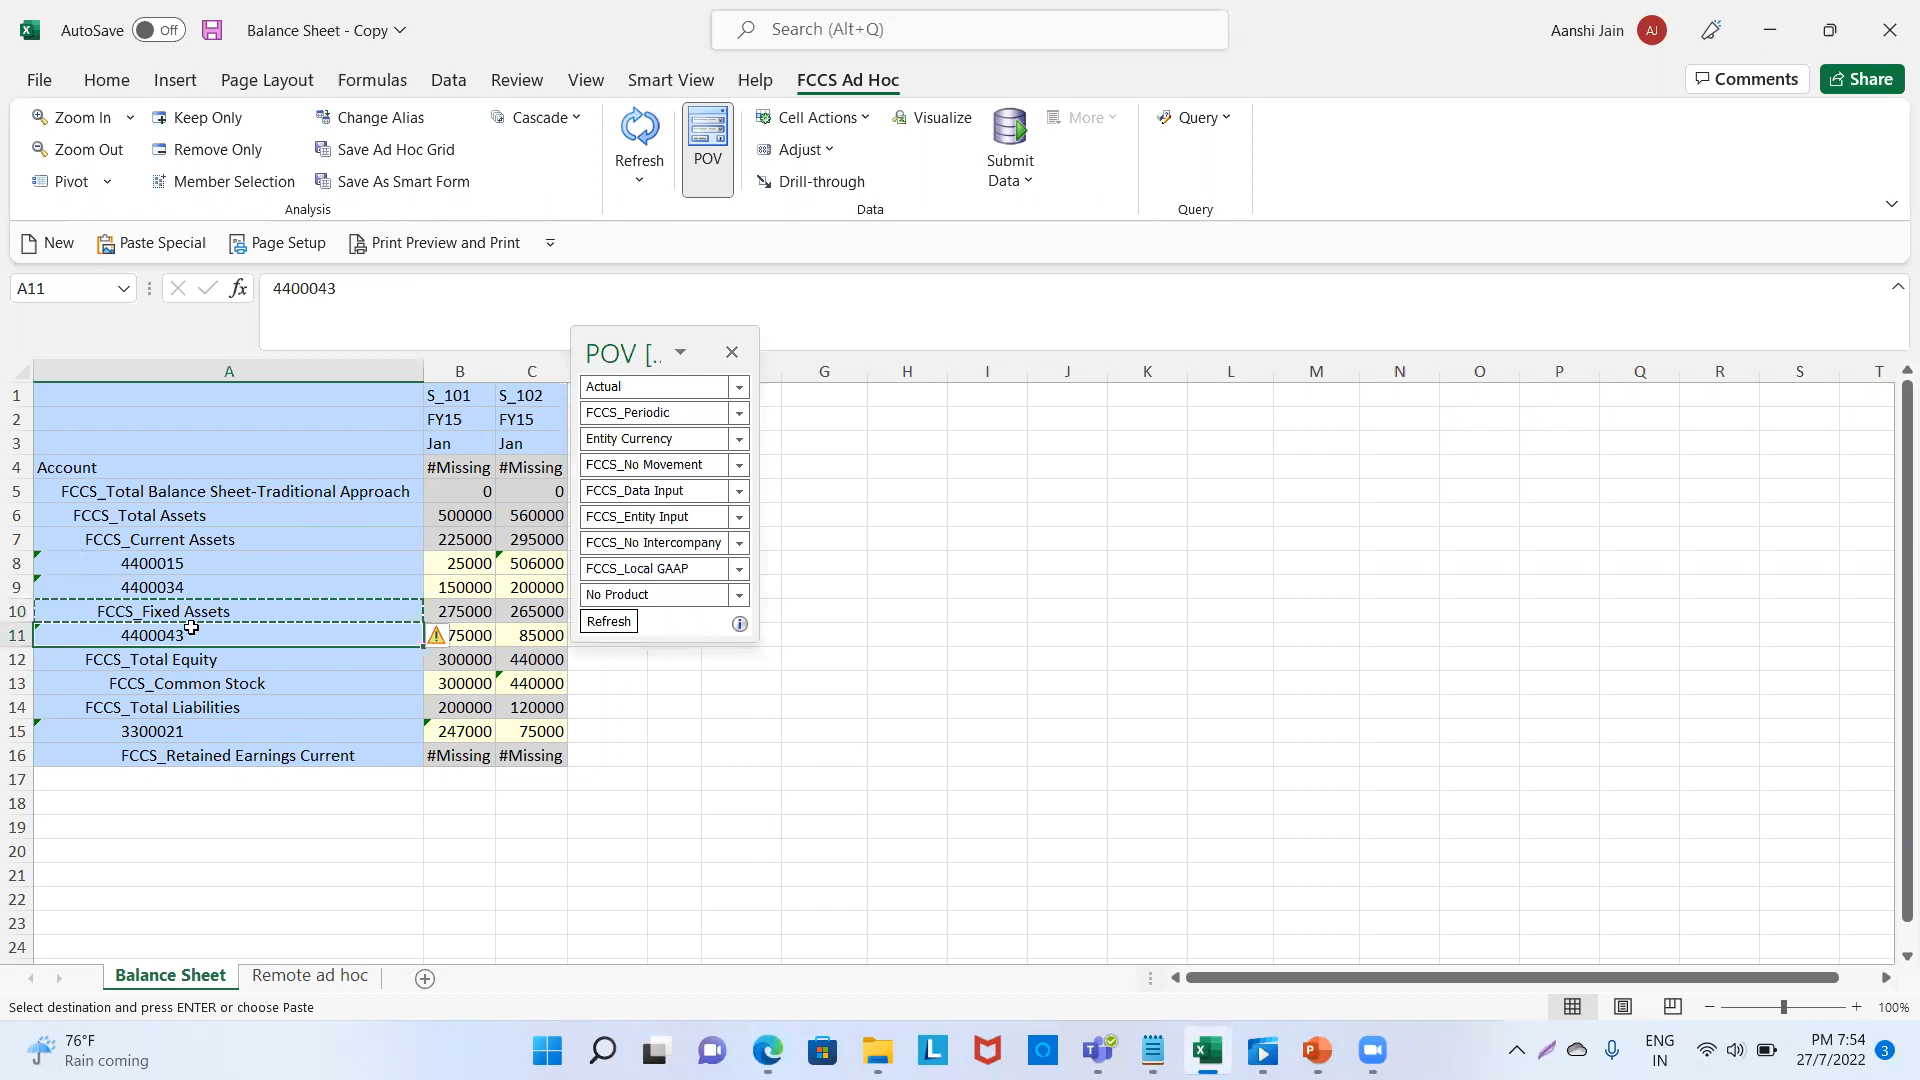 AutoSave Off Balance Sheet - Copy Search (Alt+Q) Aanshi Jain AJ
File Home Insert Page Layout Formulas Data Review View Smart View Help FCCS Ad Hoc Comments Share
Zoom In Keep Only Change Alias Cascade Cell Actions Visualize More Query
Zoom Out Remove Only Save Ad Hoc Grid Adjust
Pivot Member Selection Save As Smart Form Drill-through
Refresh
POV
Submit
Data
Analysis Data Query
New Paste Special Page Setup Print Preview and Print
A11 fx 4400043
A B C G H I J K L M N O P Q R S T
1 S_101 S_102
2 FY15 FY15
3 Jan Jan
4 Account #Missing #Missing
5 FCCS_Total Balance Sheet-Traditional Approach 0 0
6 FCCS_Total Assets 500000 560000
7 FCCS_Current Assets 225000 295000
8 4400015 25000 506000
9 4400034 150000 200000
10 FCCS_Fixed Assets 275000 265000
11 4400043 75000 85000
12 FCCS_Total Equity 300000 440000
13 FCCS_Common Stock 300000 440000
14 FCCS_Total Liabilities 200000 120000
15 3300021 247000 75000
16 FCCS_Retained Earnings Current #Missing #Missing
17
18
19
20
21
22
23
24
POV [..
Actual
FCCS_Periodic
Entity Currency
FCCS_No Movement
FCCS_Data Input
FCCS_Entity Input
FCCS_No Intercompany
FCCS_Local GAAP
No Product
Refresh
Balance Sheet Remote ad hoc
Select destination and press ENTER or choose Paste 100%
76°F
Rain coming
ENG
IN
PM 7:54
27/7/2022
3